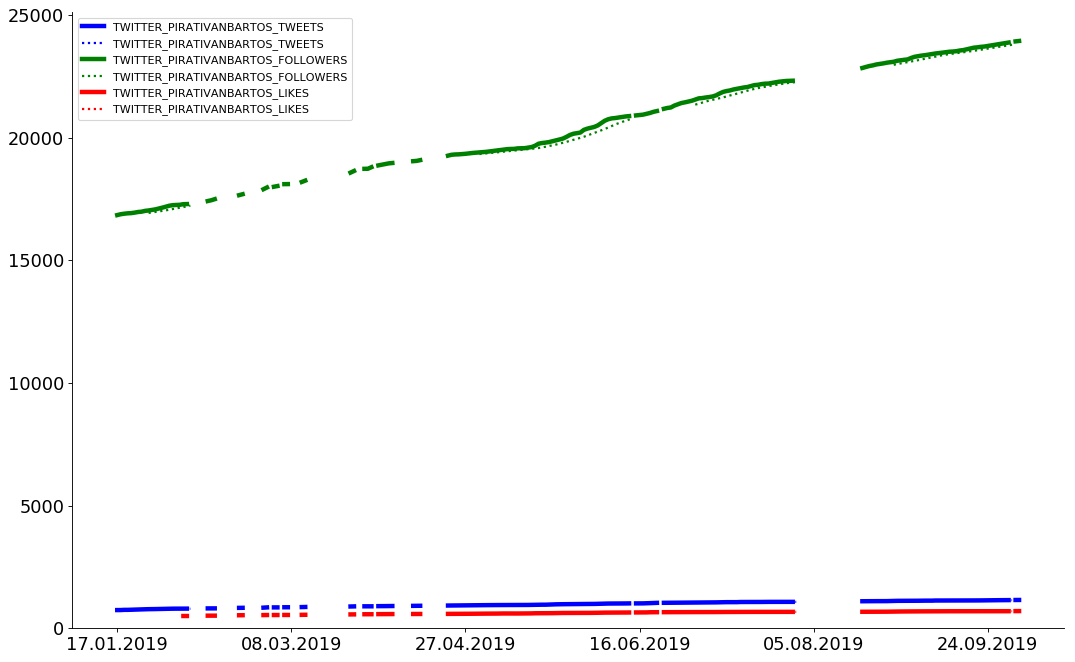 25000
20000
15000
10000
5000
0
TWITTER_PIRATIVANBARTOS_TWEETS
TWITTER_PIRATIVANBARTOS_TWEETS
TWITTER_PIRATIVANBARTOS_FOLLOWERS
TWITTER_PIRATIVANBARTOS_FOLLOWERS
TWITTER_PIRATIVANBARTOS_LIKES
TWITTER_PIRATIVANBARTOS_LIKES
17.01.2019 08.03.2019 27.04.2019 16.06.2019 05.08.2019 24.09.2019